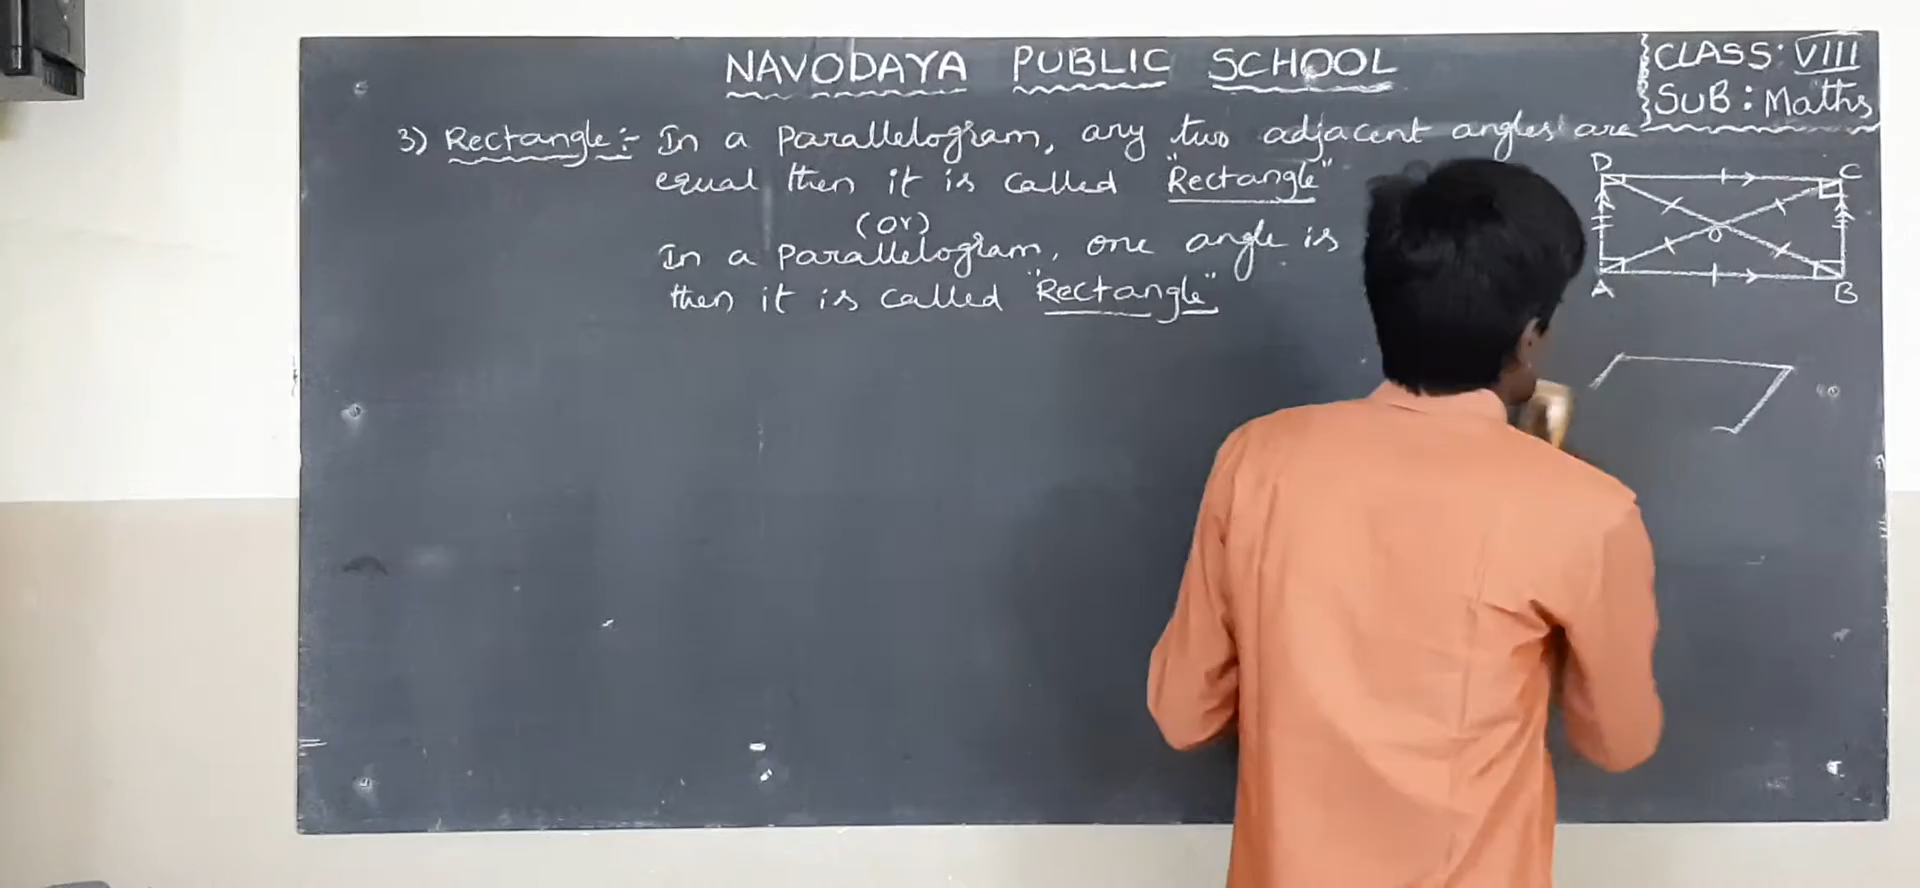 NAVODAYA PUBLIC SCHOOL
CLASS: VIII
SUB: Maths
3) Rectangle:- In a parallelogram, any two adjacent angles are
equal then it is called "Rectangle"
(or)
In a parallelogram, one angle is
then it is called "Rectangle"
D C
O
A B